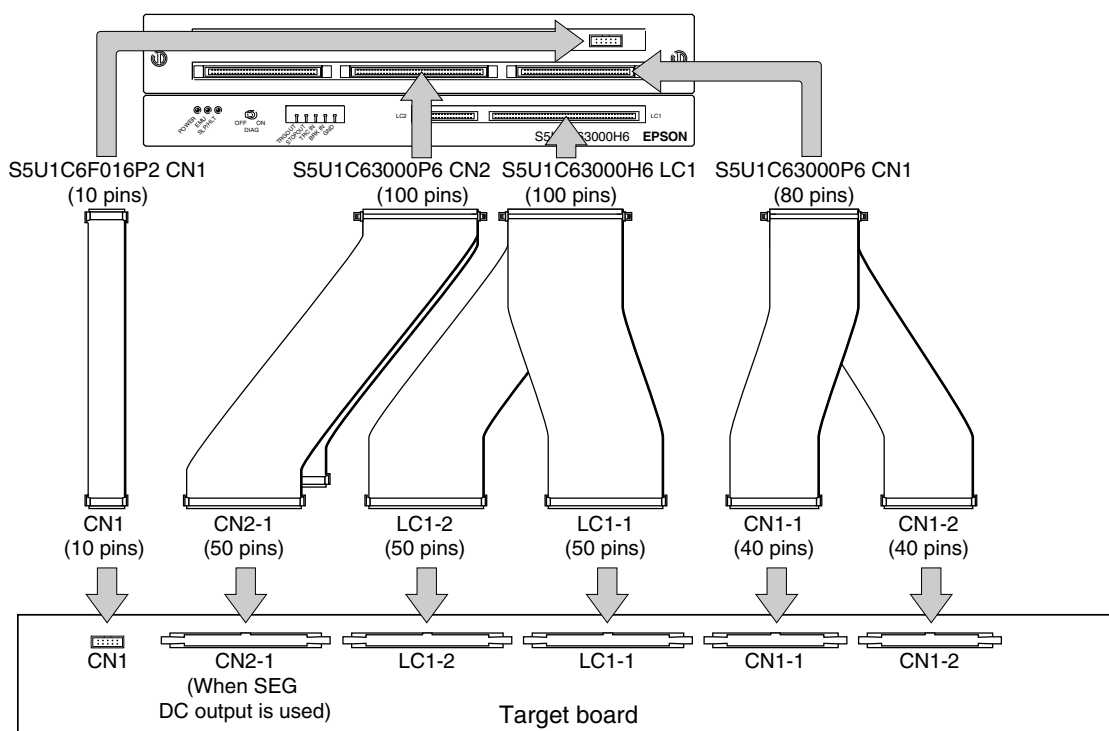 POWER
EMU
SLP/HLT
OFF ON
DIAG
TRGOUT
STOPOUT
TRC IN
BRK IN
GND
LC2
LC1
EPSON
S5U1C6F016P2 CN1
(10 pins)
S5U1C63000P6 CN2
(100 pins)
S5U1C63000H6 LC1
(100 pins)
S5U1C63000P6 CN1
(80 pins)
CN1
(10 pins)
CN2-1
(50 pins)
LC1-2
(50 pins)
LC1-1
(50 pins)
CN1-1
(40 pins)
CN1-2
(40 pins)
CN1
CN2-1
(When SEG
DC output is used)
LC1-2
LC1-1
CN1-1
CN1-2
Target board